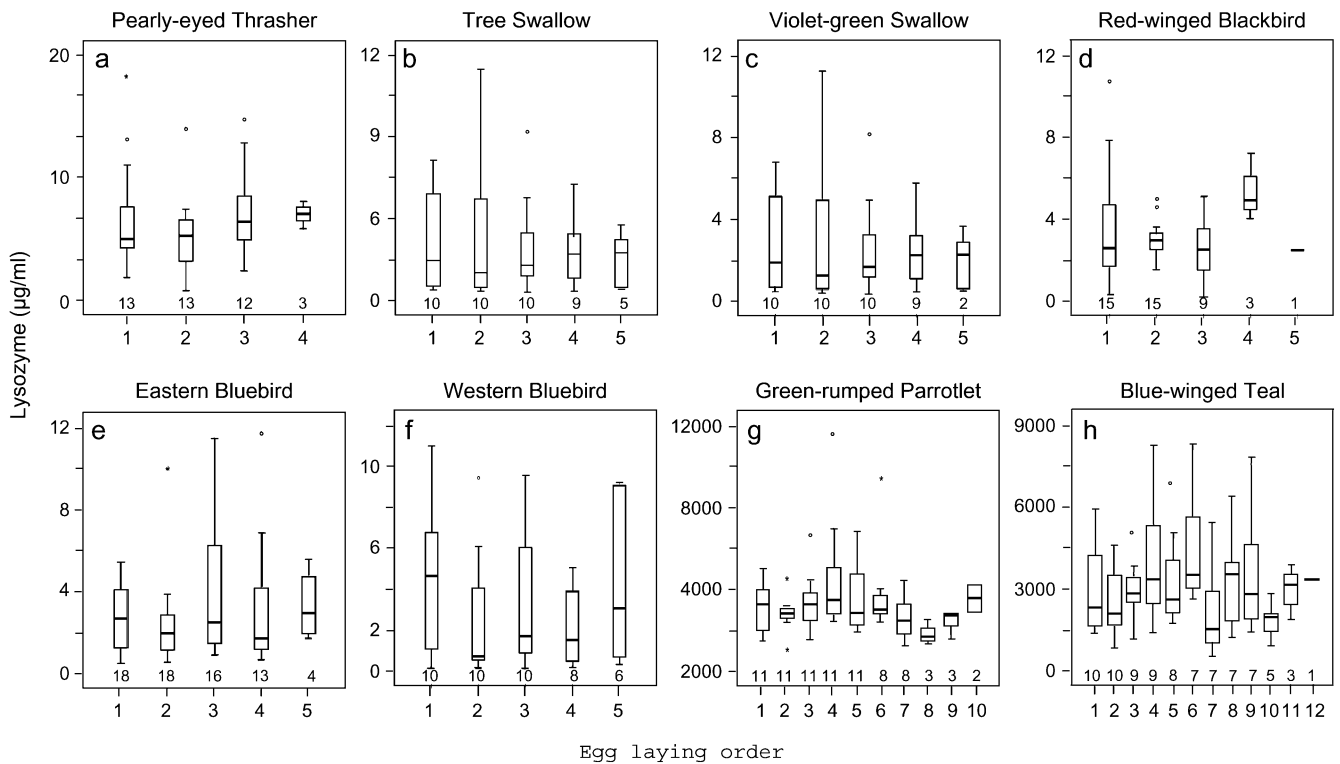 Pearly-eyed Thrasher Tree Swallow Violet-green Swallow Red-winged Blackbird
a b c d
20 10 0
12 9 6 0
12 8 4 0
12 8 4 0
13 13 12 3
10 10 10 9 5
10 10 10 9 2
15 15 9 3 1
1 2 3 4
1 2 3 4 5
1 2 3 4 5
1 2 3 4 5
Lysozyme (µg/ml)
Eastern Bluebird Western Bluebird Green-rumped Parrotlet Blue-winged Teal
e f g h
12 8 4 0
10 6 2 0
12000 8000 4000 2000
9000 6000 3000 0
18 18 16 13 4
10 10 10 8 6
11 11 11 11 11 8 8 3 3 2
10 10 9 9 8 7 7 7 7 5 3 1
1 2 3 4 5
1 2 3 4 5
1 2 3 4 5 6 7 8 9 10
1 2 3 4 5 6 7 8 9 10 11 12
Egg laying order